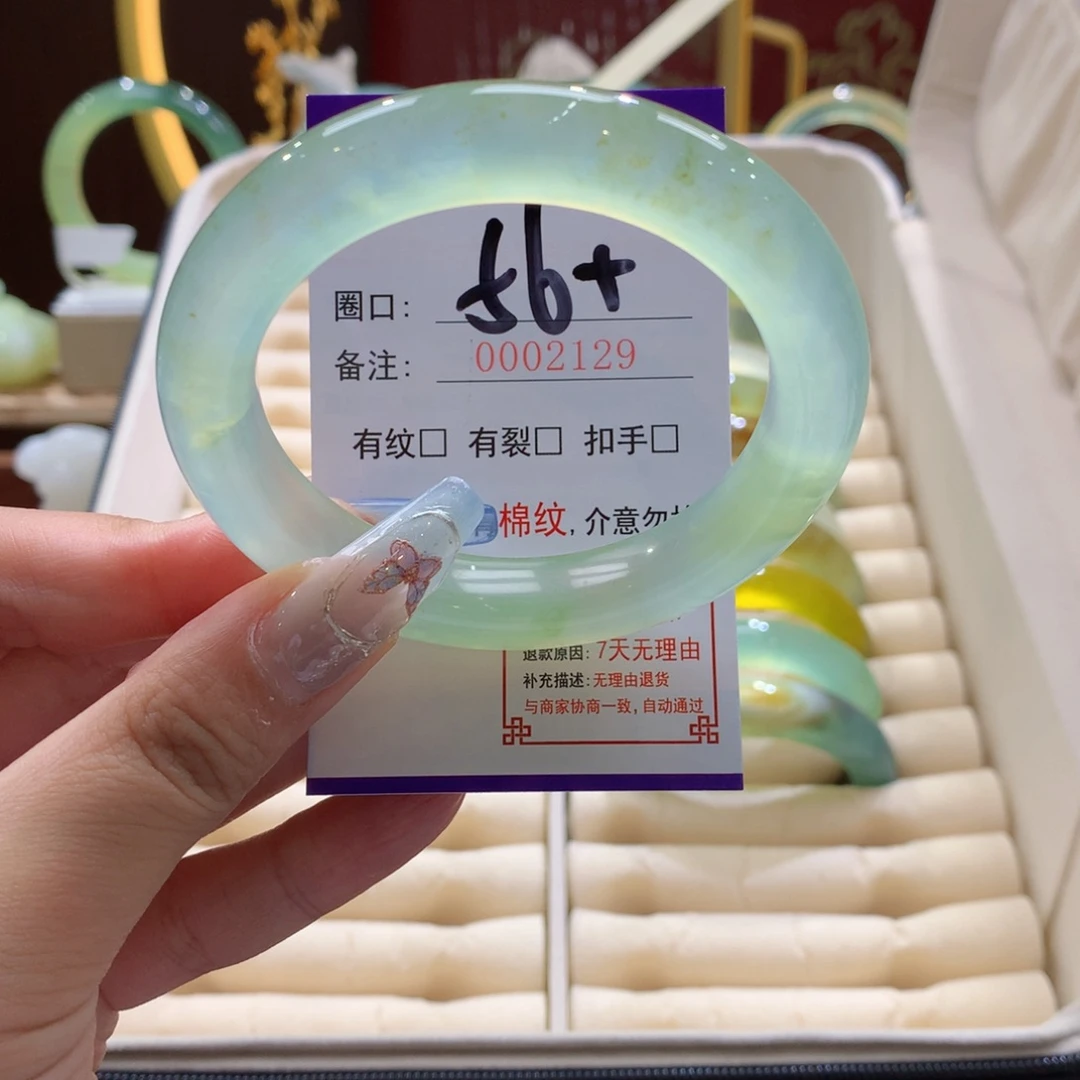 圈口: 56+
备注: 0002129
有纹□ 有裂□ 扣手□
棉纹,介意勿
退款原因: 7天无理由
补充描述: 无理由退货
与商家协商一致,自动通过